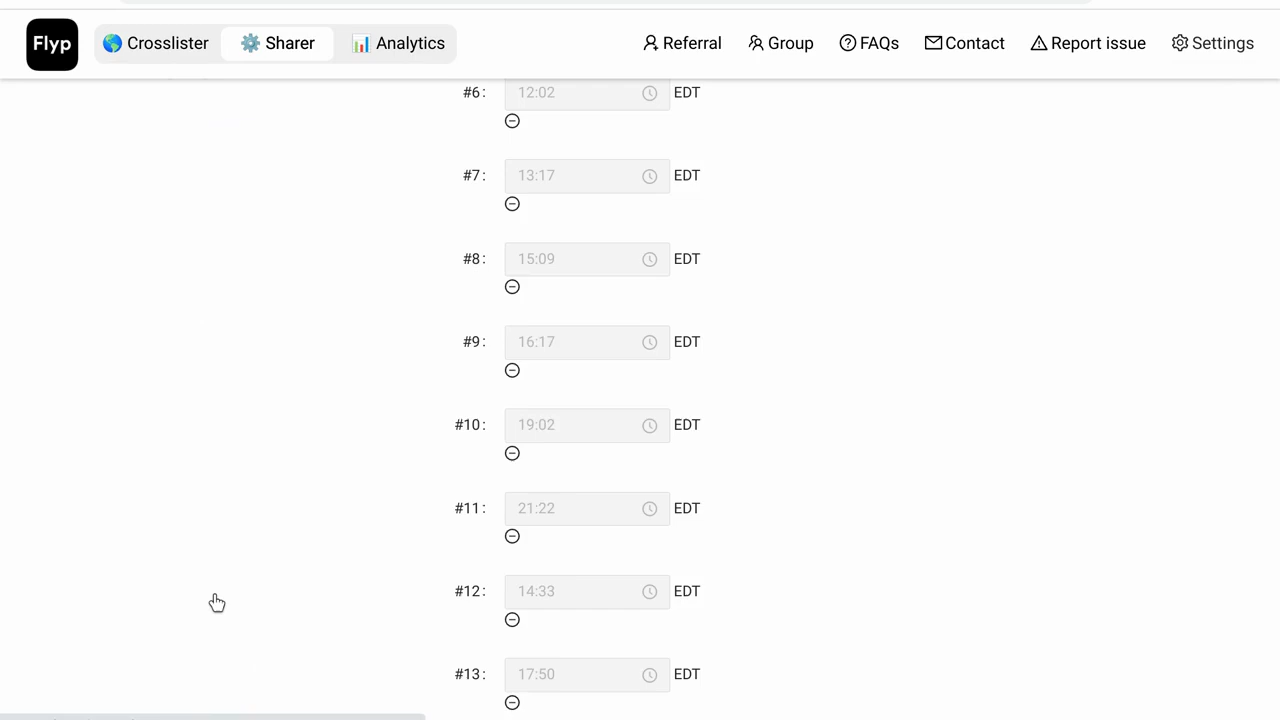 Flyp
Crosslister
Sharer
Analytics
Referral
Group
FAQs
Contact
Report issue
Settings
#6: 12:02 EDT
#7: 13:17 EDT
#8: 15:09 EDT
#9: 16:17 EDT
#10: 19:02 EDT
#11: 21:22 EDT
#12: 14:33 EDT
#13: 17:50 EDT